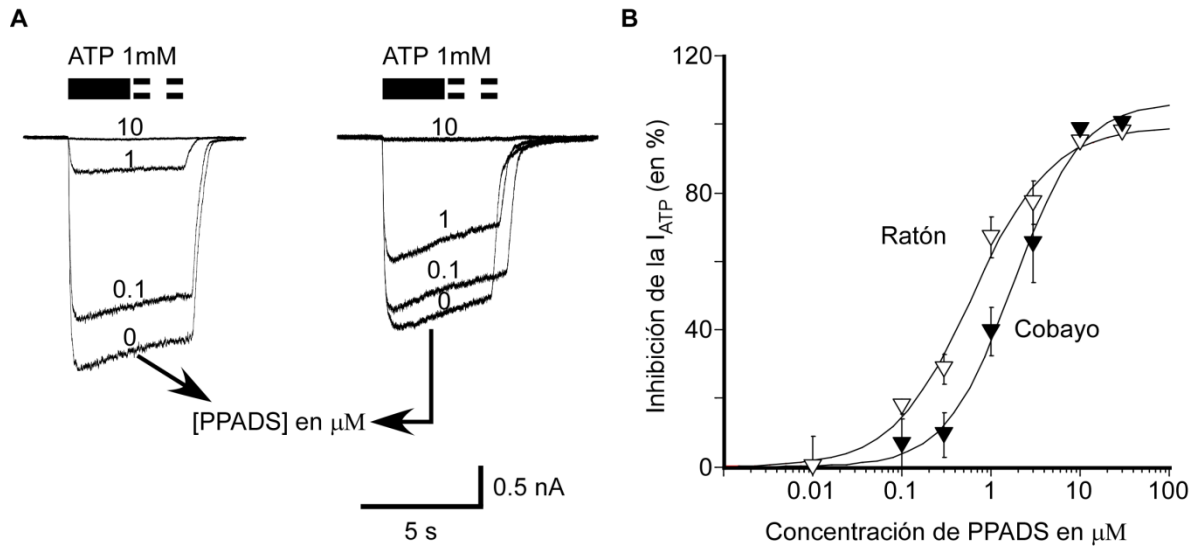 A
ATP 1mM
10
1
0.1
0
ATP 1mM
10
1
0.1
0
[PPADS] en µM
0.5 nA
5 s
B
Inhibición de la I_ATP (en %)
120
80
40
0
Ratón
Cobayo
0.01 0.1 1 10 100
Concentración de PPADS en µM